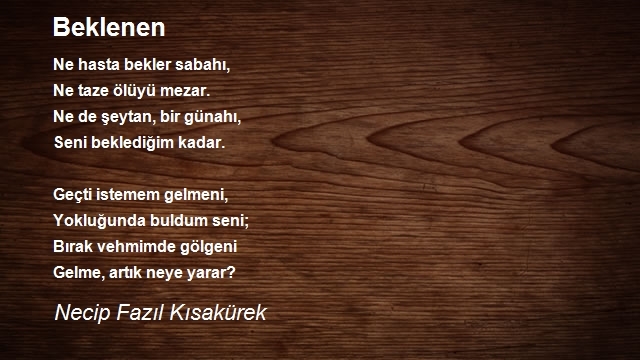 Beklenen
Ne hasta bekler sabahı,
Ne taze ölüyü mezar.
Ne de şeytan, bir günahı,
Seni beklediğim kadar.

Geçti istemem gelmeni,
Yokluğunda buldum seni;
Bırak vehmimde gölgeni
Gelme, artık neye yarar?
Necip Fazıl Kısakürek